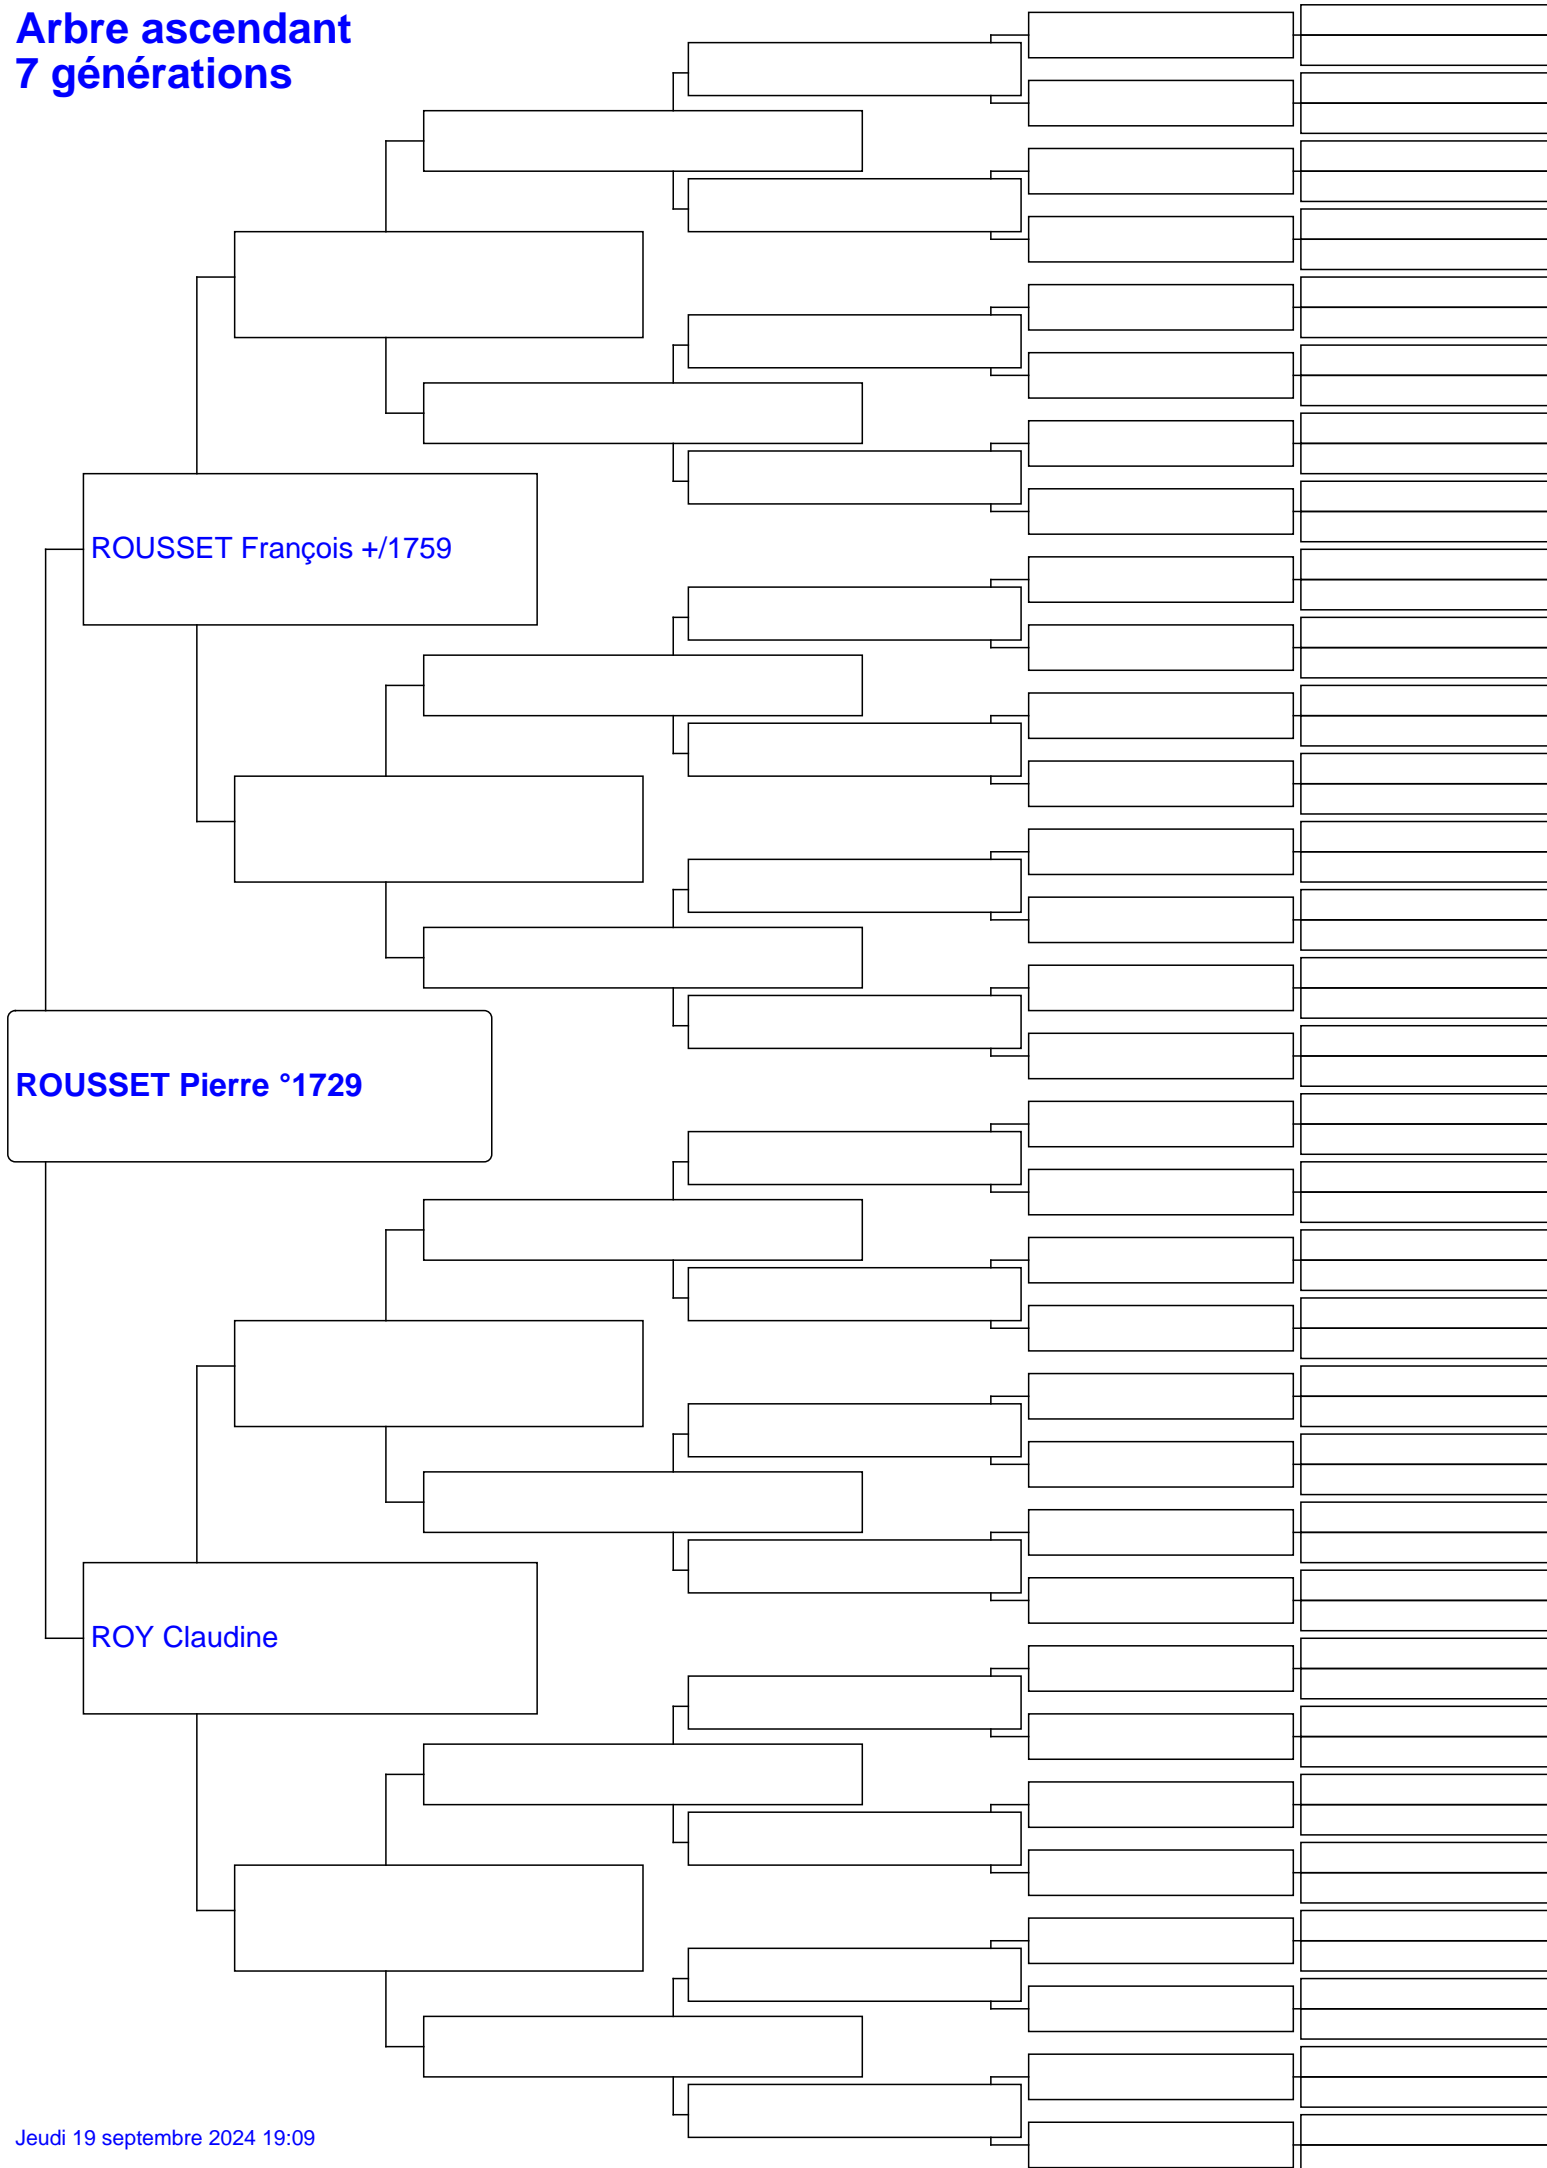 Arbre ascendant
7 générations
ROUSSET François +/1759
ROUSSET Pierre °1729
ROY Claudine
Jeudi 19 septembre 2024 19:09